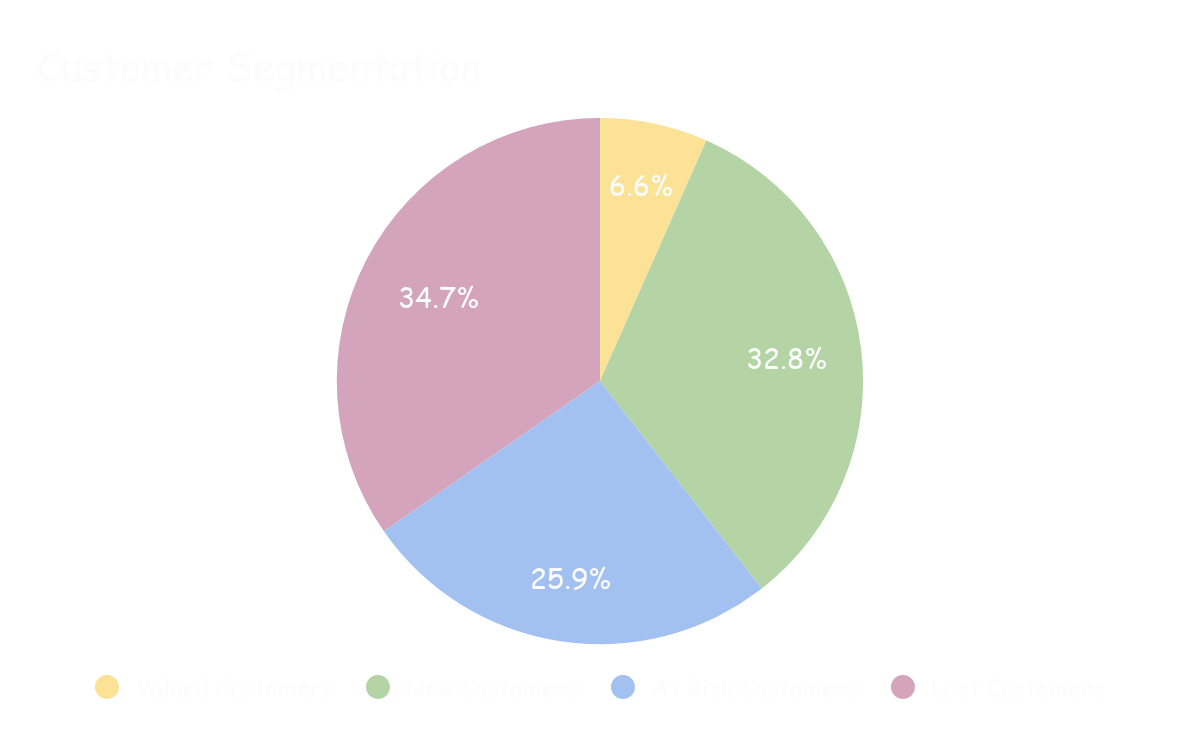 Customer Segmentation
6.6%
34.7%
32.8%
25.9%
Valued Customers New Customers At Risk Customers Lost Customers